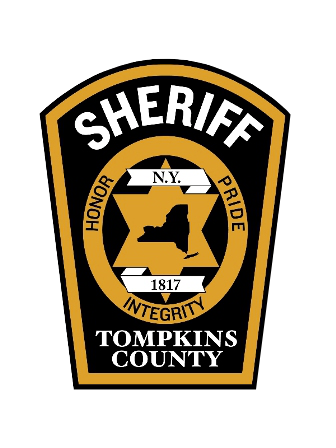 SHERIFF
N.Y.
HONOR
PRIDE
1817
INTEGRITY
TOMPKINS
COUNTY